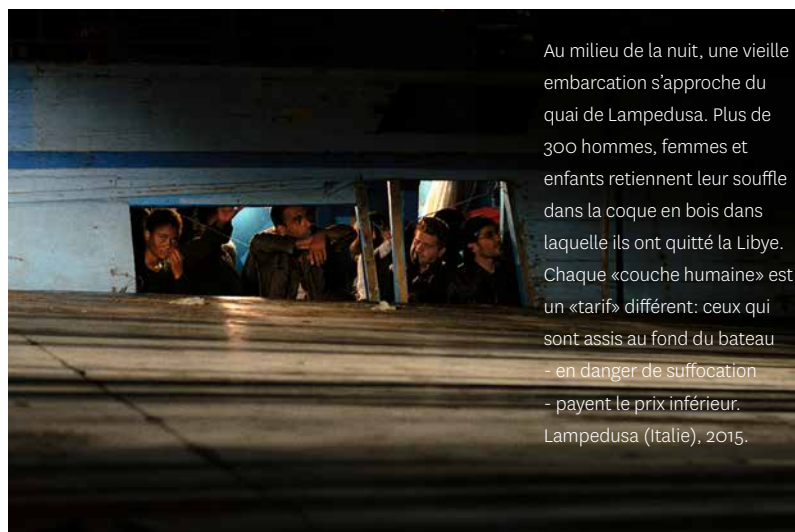 Au milieu de la nuit, une vieille
embarcation s’approche du
quai de Lampedusa. Plus de
300 hommes, femmes et
enfants retiennent leur souffle
dans la coque en bois dans
laquelle ils ont quitté la Libye.
Chaque «couche humaine» est
un «tarif» différent: ceux qui
sont assis au fond du bateau
- en danger de suffocation
- payent le prix inférieur.
Lampedusa (Italie), 2015.